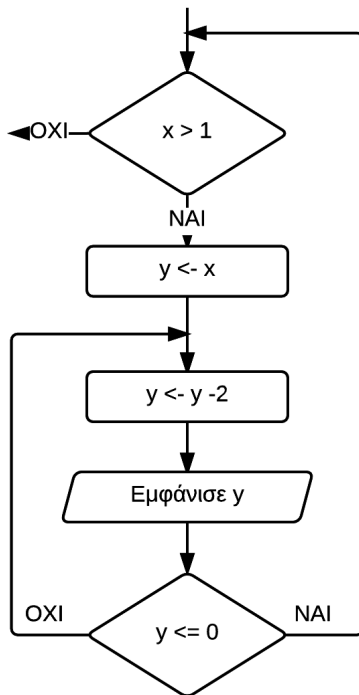 x > 1
ΟΧΙ
ΝΑΙ
y <- x
y <- y -2
Εμφάνισε y
y <= 0
ΟΧΙ
ΝΑΙ